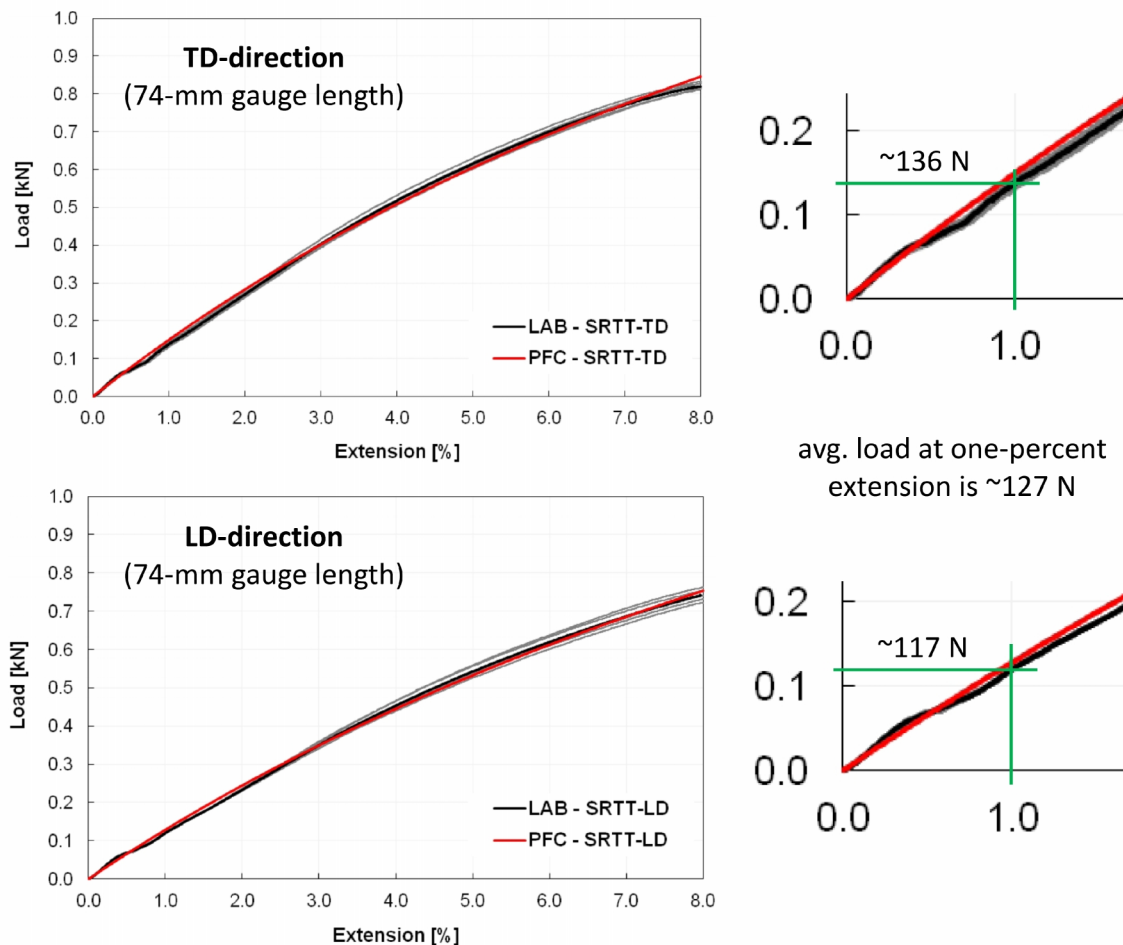 1.0
0.9
0.8
0.7
0.6
0.5
0.4
0.3
0.2
0.1
0.0
Load [kN]
TD-direction
(74-mm gauge length)
LAB - SRTT-TD
PFC - SRTT-TD
0.0 1.0 2.0 3.0 4.0 5.0 6.0 7.0 8.0
Extension [%]
0.2
~136 N
0.1
0.0
0.0 1.0
avg. load at one-percent
extension is ~127 N
1.0
0.9
0.8
0.7
0.6
0.5
0.4
0.3
0.2
0.1
0.0
Load [kN]
LD-direction
(74-mm gauge length)
LAB - SRTT-LD
PFC - SRTT-LD
0.0 1.0 2.0 3.0 4.0 5.0 6.0 7.0 8.0
Extension [%]
0.2
~117 N
0.1
0.0
0.0 1.0